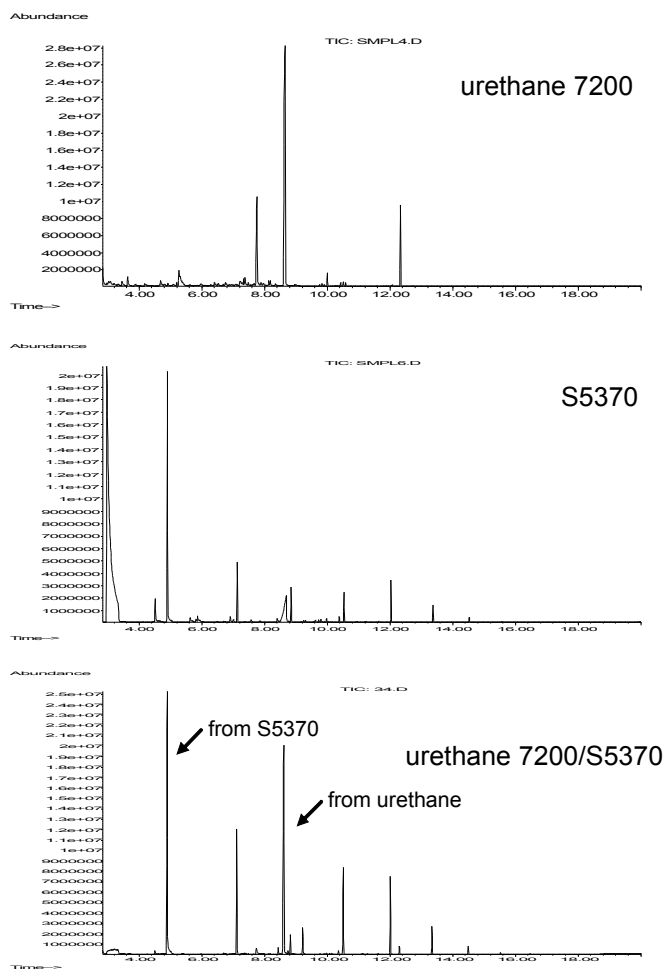 Abundance
TIC: SMPL4.D
urethane 7200
2.8e+07
2.6e+07
2.4e+07
2.2e+07
2e+07
1.8e+07
1.6e+07
1.4e+07
1.2e+07
1e+07
8000000
6000000
4000000
2000000
4.00 6.00 8.00 10.00 12.00 14.00 16.00 18.00
Time-->
Abundance
TIC: SMPL6.D
S5370
2e+07
1.9e+07
1.8e+07
1.7e+07
1.6e+07
1.5e+07
1.4e+07
1.3e+07
1.2e+07
1.1e+07
1e+07
9000000
8000000
7000000
6000000
5000000
4000000
3000000
2000000
1000000
4.00 6.00 8.00 10.00 12.00 14.00 16.00 18.00
Time-->
Abundance
TIC: 34.D
2.5e+07
2.4e+07
2.3e+07
2.2e+07
2.1e+07
2e+07
1.9e+07
1.8e+07
1.7e+07
1.6e+07
1.5e+07
1.4e+07
1.3e+07
1.2e+07
1.1e+07
1e+07
9000000
8000000
7000000
6000000
5000000
4000000
3000000
2000000
1000000
from S5370
urethane 7200/S5370
from urethane
4.00 6.00 8.00 10.00 12.00 14.00 16.00 18.00
Time-->